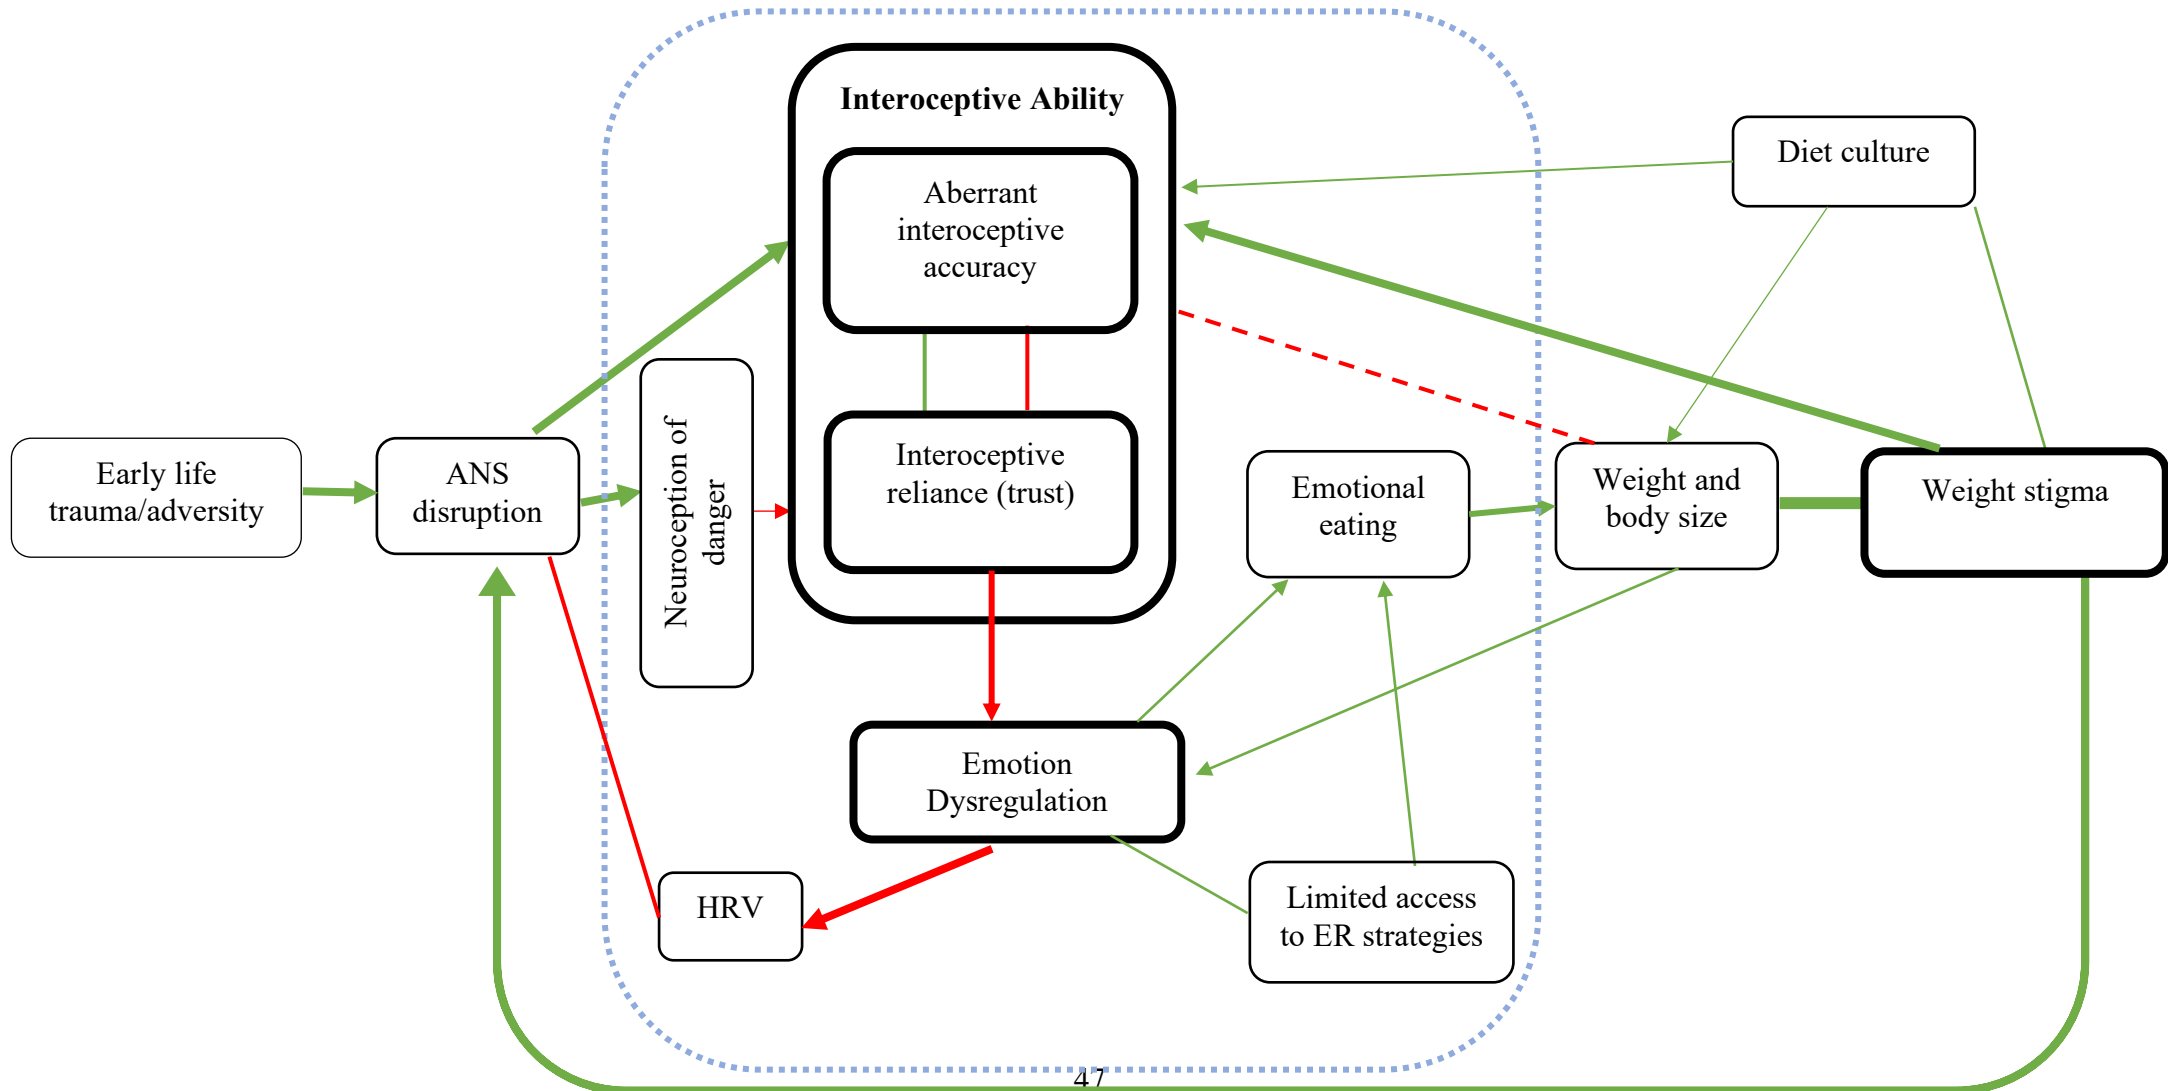 Interoceptive Ability
Aberrant
interoceptive
accuracy
Diet culture
Neuroception of
danger
Early life
trauma/adversity
ANS
disruption
Interoceptive
reliance (trust)
Emotional
eating
Weight and
body size
Weight stigma
Emotion
Dysregulation
HRV
Limited access
to ER strategies
47